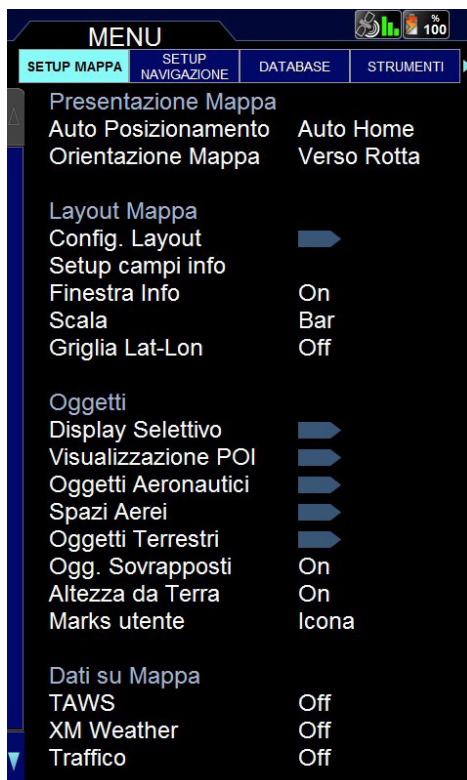 MENU
%
100
SETUP MAPPA
SETUP
NAVIGAZIONE
DATABASE
STRUMENTI
Presentazione Mappa
Auto Posizionamento Auto Home
Orientazione Mappa Verso Rotta
Layout Mappa
Config. Layout
Setup campi info
Finestra Info On
Scala Bar
Griglia Lat-Lon Off
Oggetti
Display Selettivo
Visualizzazione POI
Oggetti Aeronautici
Spazi Aerei
Oggetti Terrestri
Ogg. Sovrapposti On
Altezza da Terra On
Marks utente Icona
Dati su Mappa
TAWS Off
XM Weather Off
Traffico Off